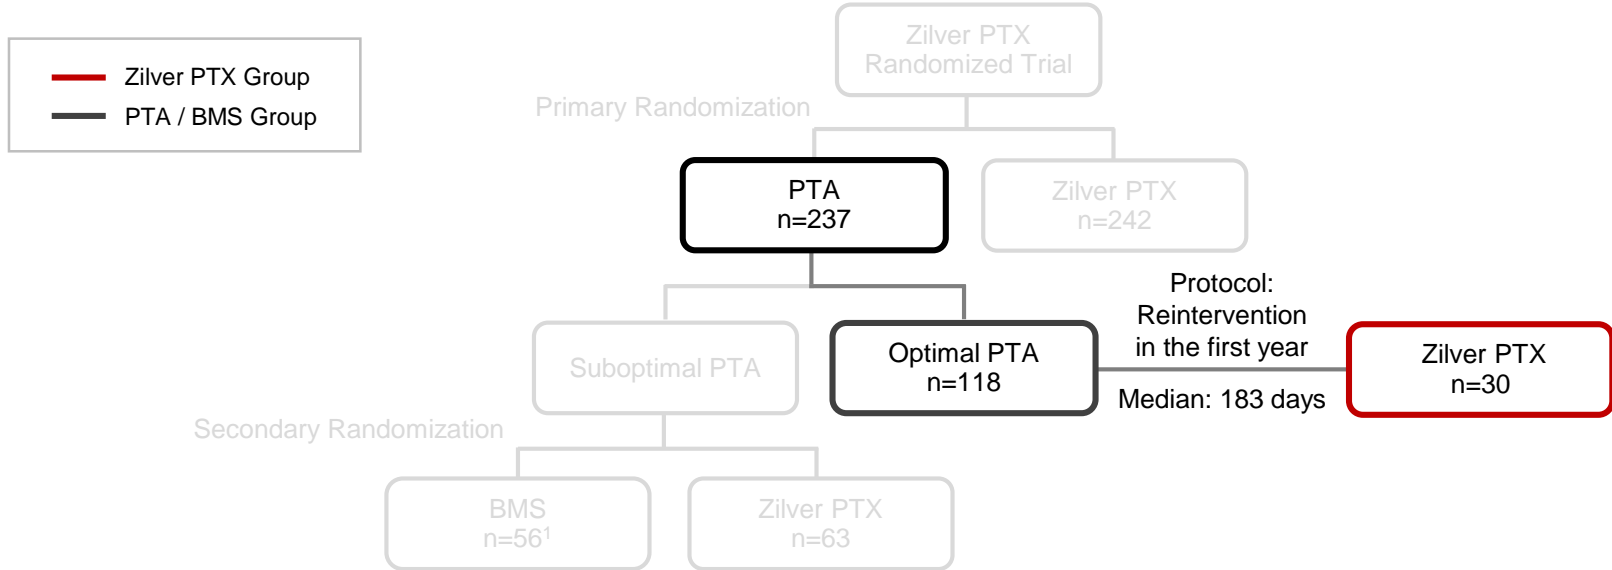 Zilver PTX Group
PTA / BMS Group
Zilver PTX
Randomized Trial
Primary Randomization
PTA
n=237
Zilver PTX
n=242
Protocol:
Reintervention
in the first year
Median: 183 days
Suboptimal PTA
Optimal PTA
n=118
Zilver PTX
n=30
Secondary Randomization
BMS
n=56¹
Zilver PTX
n=63